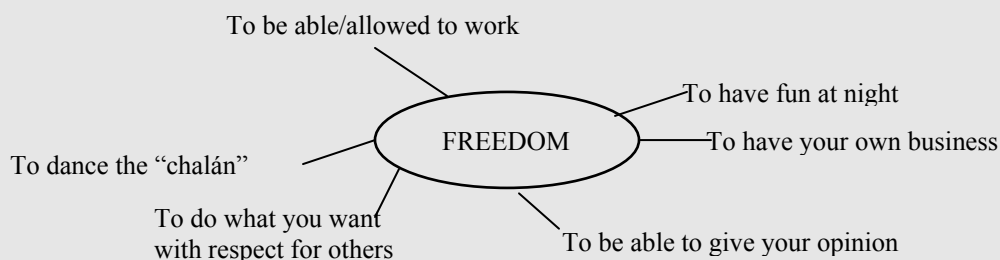 To be able/allowed to work
To have fun at night
FREEDOM
To have your own business
To dance the “chalán”
To do what you want
with respect for others
To be able to give your opinion